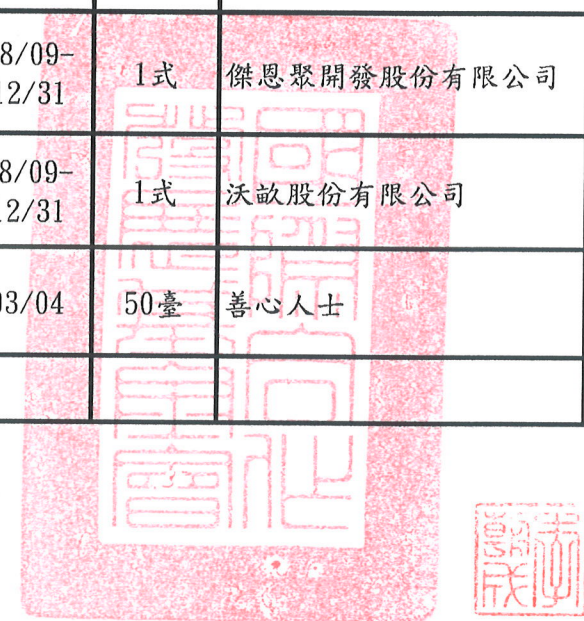 8/09-
12/31
1式
傑恩聚開發股份有限公司
8/09-
12/31
1式
沃畝股份有限公司
03/04
50臺
善心人士